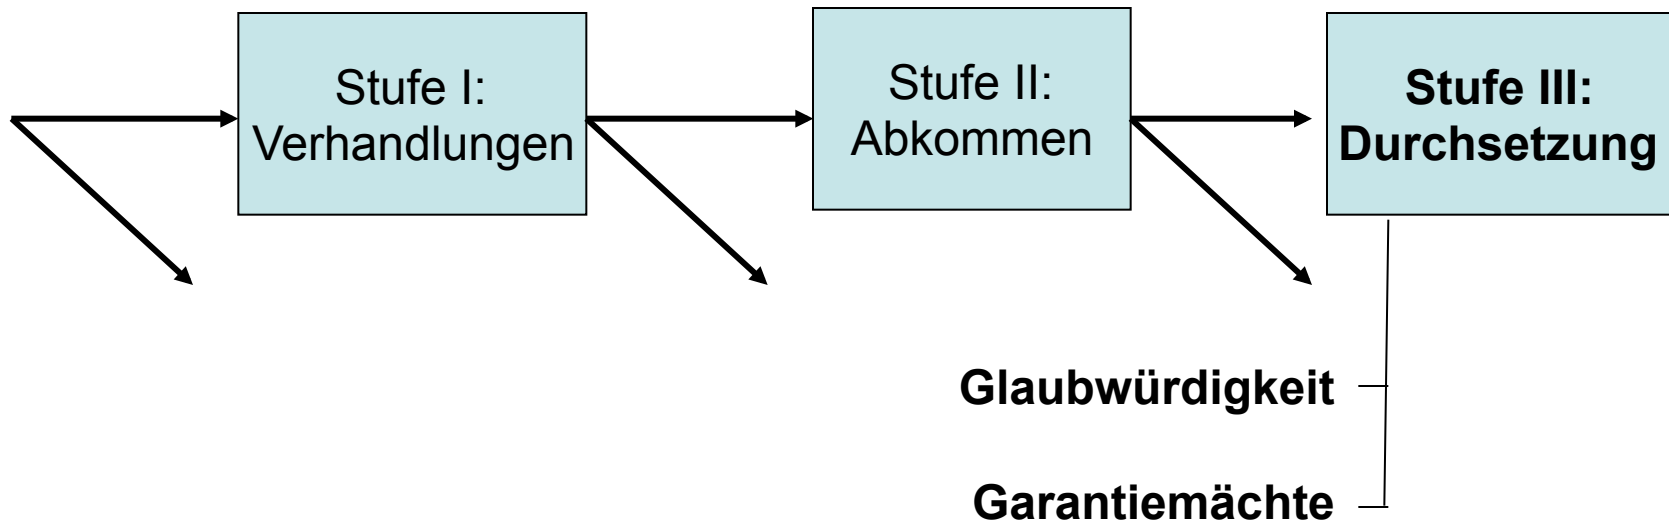 Stufe I:
Verhandlungen
Stufe II:
Abkommen
Stufe III:
Durchsetzung
Glaubwürdigkeit
Garantiemächte